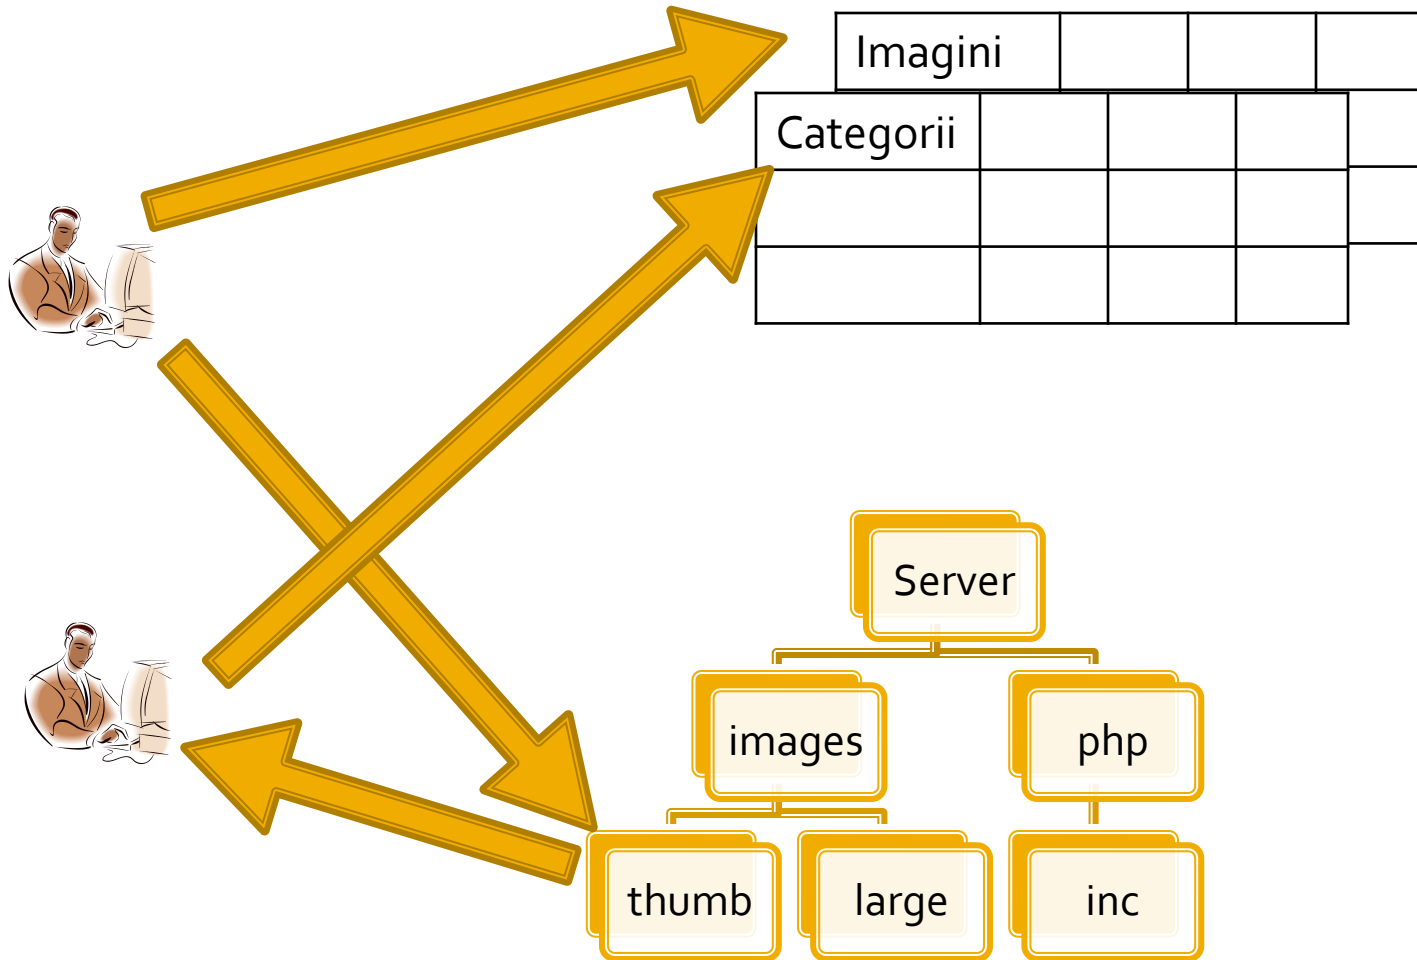 Imagini
Categorii
Server
images
php
thumb
large
inc